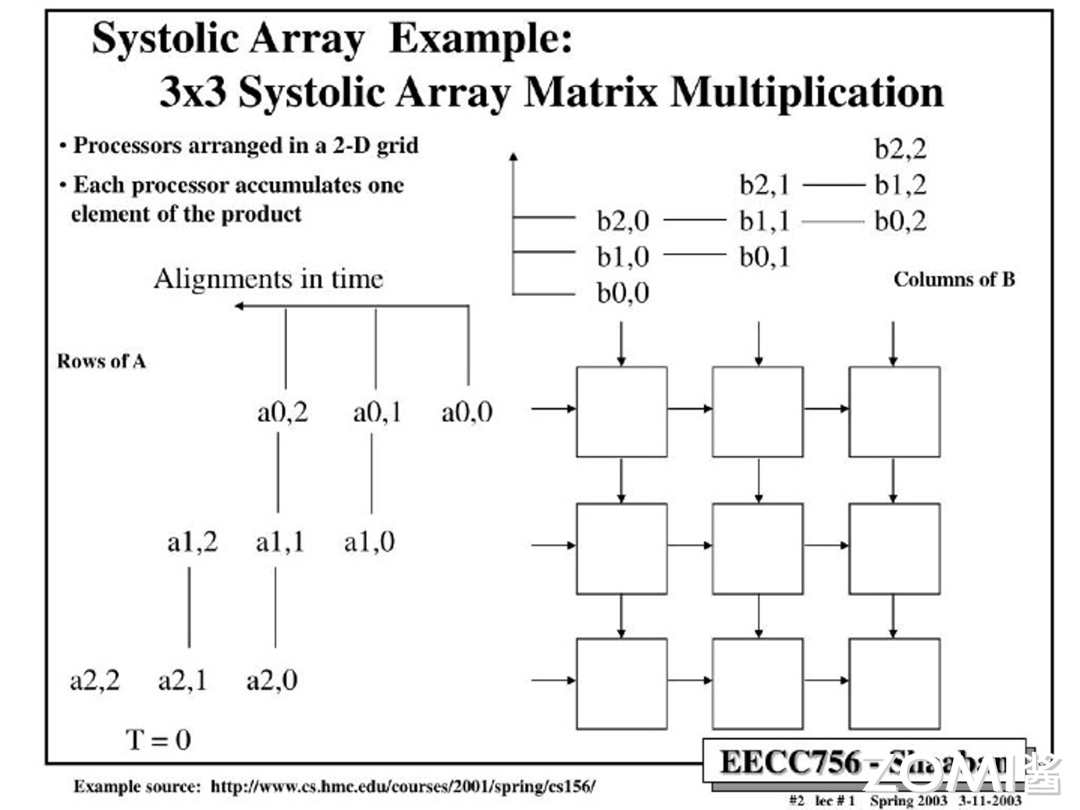 Systolic Array Example:
3x3 Systolic Array Matrix Multiplication
• Processors arranged in a 2-D grid
• Each processor accumulates one
element of the product
b2,2
b2,1 b1,2
b2,0 b1,1 b0,2
b1,0 b0,1
b0,0
Columns of B
Alignments in time
Rows of A
a0,2 a0,1 a0,0
a1,2 a1,1 a1,0
a2,2 a2,1 a2,0
T = 0
EECC756 - Shaaban
ZOMI酱
Example source: http://www.cs.hmc.edu/courses/2001/spring/cs156/
#2 lec # 1 Spring 2003 3-11-2003